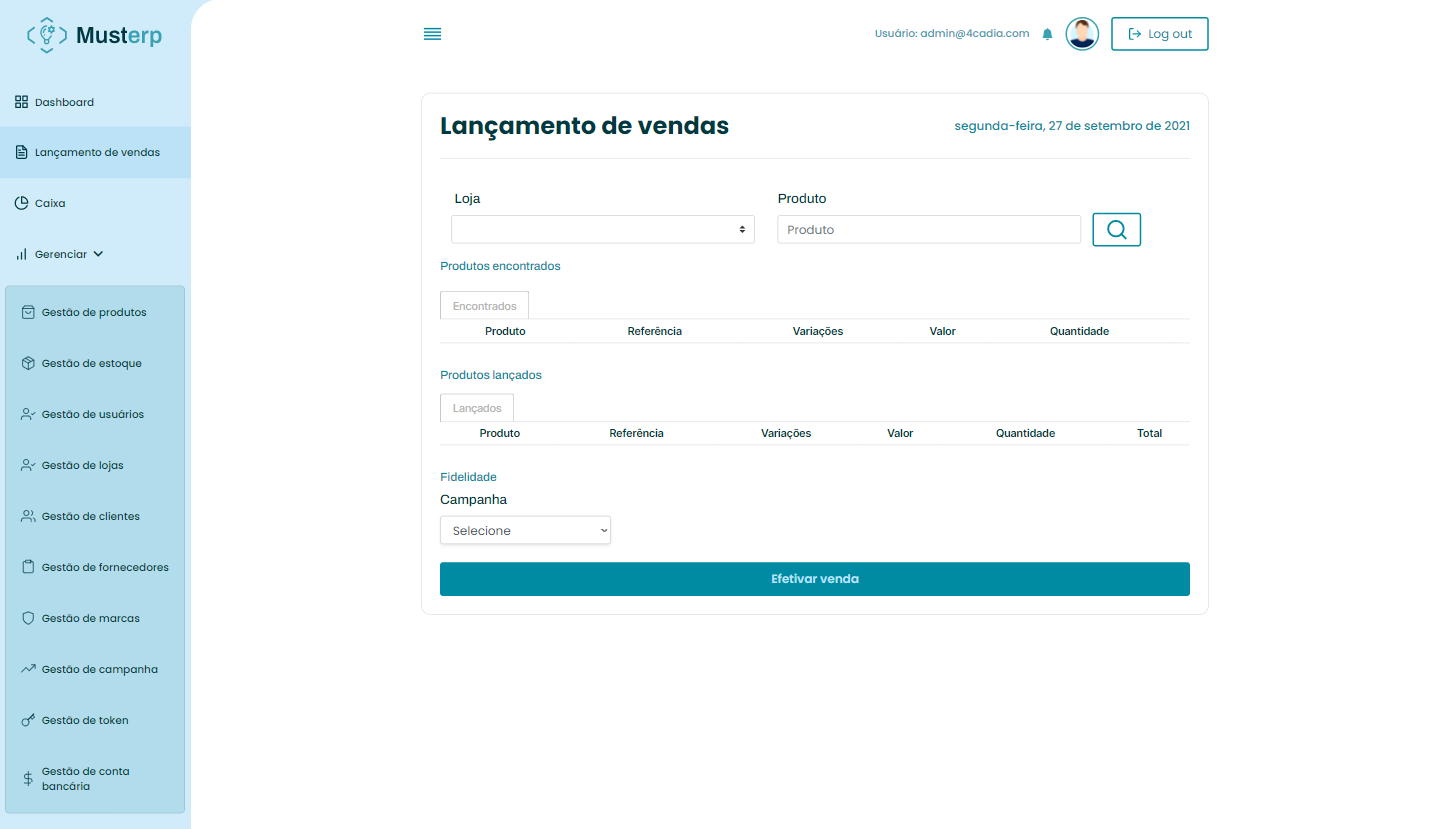 Musterp
Dashboard
Lançamento de vendas
Caixa
Gerenciar
Gestão de produtos
Gestão de estoque
Gestão de usuários
Gestão de lojas
Gestão de clientes
Gestão de fornecedores
Gestão de marcas
Gestão de campanha
Gestão de token
Gestão de conta
bancária
Usuário: admin@4cadia.com
Log out
Lançamento de vendas
segunda-feira, 27 de setembro de 2021
Loja
Produto
Produto
Produtos encontrados
Encontrados
Produto Referência Variações Valor Quantidade
Produtos lançados
Lançados
Produto Referência Variações Valor Quantidade Total
Fidelidade
Campanha
Selecione
Efetivar venda